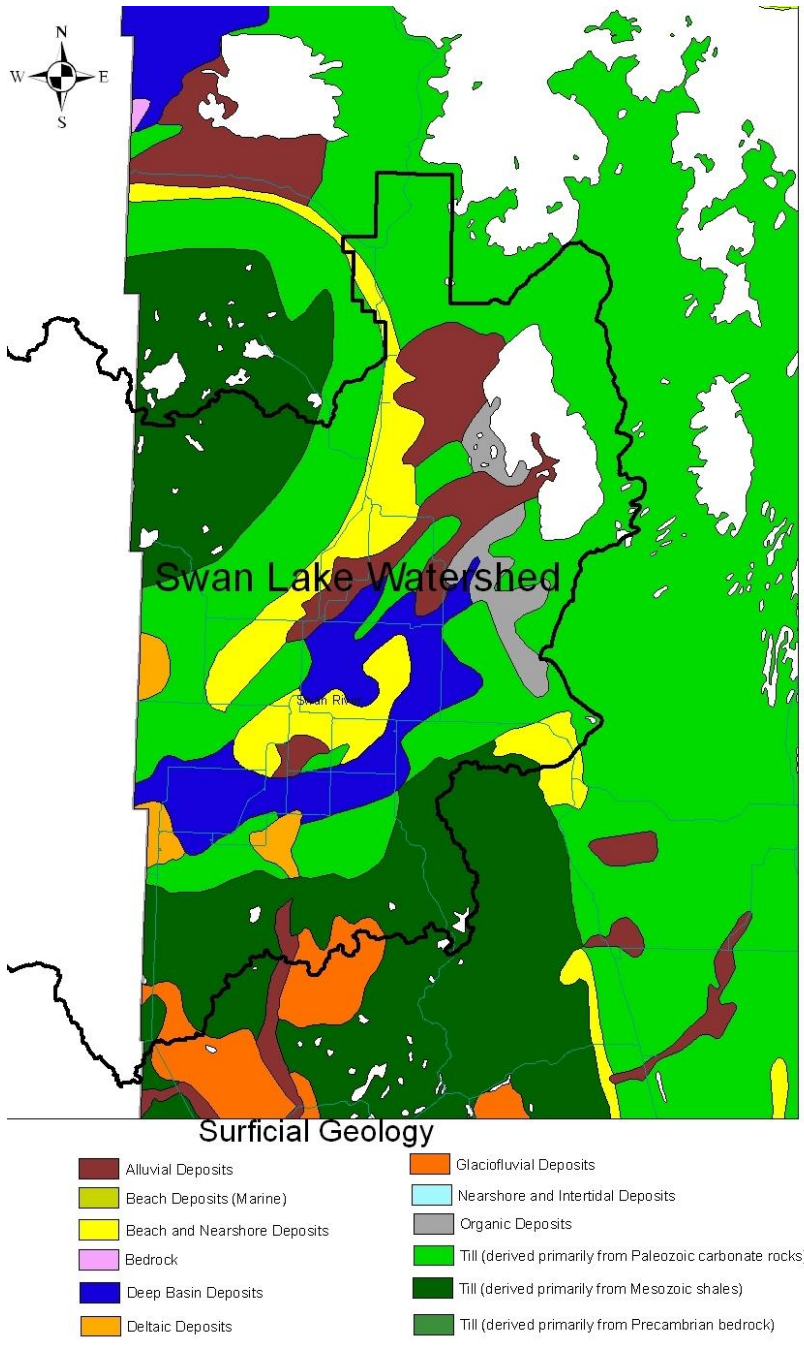 N
W E
S
Swan Lake Watershed
Swan River
Surficial Geology
Alluvial Deposits
Beach Deposits (Marine)
Beach and Nearshore Deposits
Bedrock
Deep Basin Deposits
Deltaic Deposits
Glaciofluvial Deposits
Nearshore and Intertidal Deposits
Organic Deposits
Till (derived primarily from Paleozoic carbonate rocks)
Till (derived primarily from Mesozoic shales)
Till (derived primarily from Precambrian bedrock)